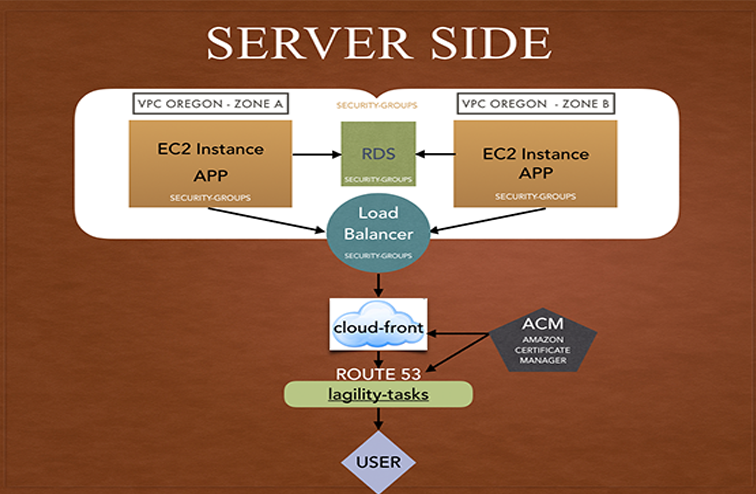 SERVER SIDE
VPC OREGON - ZONE A
SECURITY-GROUPS
VPC OREGON - ZONE B
EC2 Instance
APP
SECURITY-GROUPS
RDS
SECURITY-GROUPS
EC2 Instance
APP
SECURITY-GROUPS
Load
Balancer
SECURITY-GROUPS
cloud-front
ACM
AMAZON
CERTIFICATE
MANAGER
ROUTE 53
lagility-tasks
USER